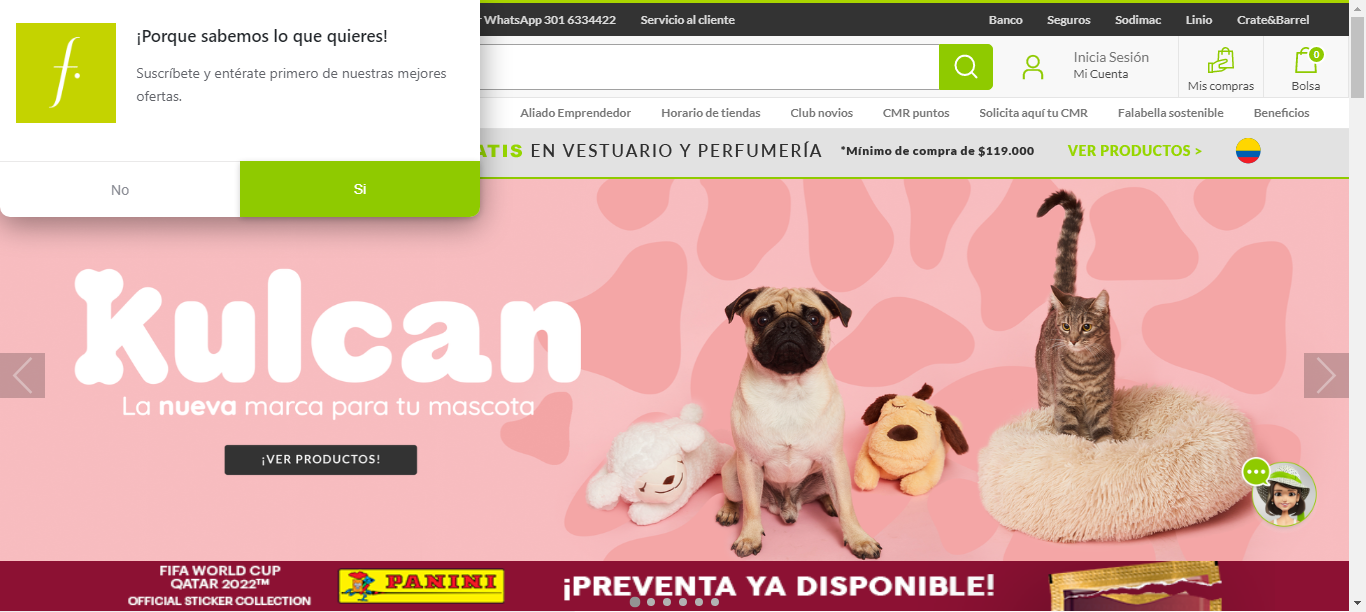 ¡Porque sabemos lo que quieres!
Suscríbete y entérate primero de nuestras mejores
ofertas.
No
Si
WhatsApp 301 6334422
Servicio al cliente
Banco
Seguros
Sodimac
Linio
Crate&Barrel
Inicia Sesión
Mi Cuenta
Mis compras
0
Bolsa
Aliado Emprendedor
Horario de tiendas
Club novios
CMR puntos
Solicita aquí tu CMR
Falabella sostenible
Beneficios
ATIS EN VESTUARIO Y PERFUMERÍA
*Mínimo de compra de $119.000
VER PRODUCTOS >
Kulcan
La nueva marca para tu mascota
¡VER PRODUCTOS!
FIFA WORLD CUP
QATAR 2022™
OFFICIAL STICKER COLLECTION
PANINI
¡PREVENTA YA DISPONIBLE!